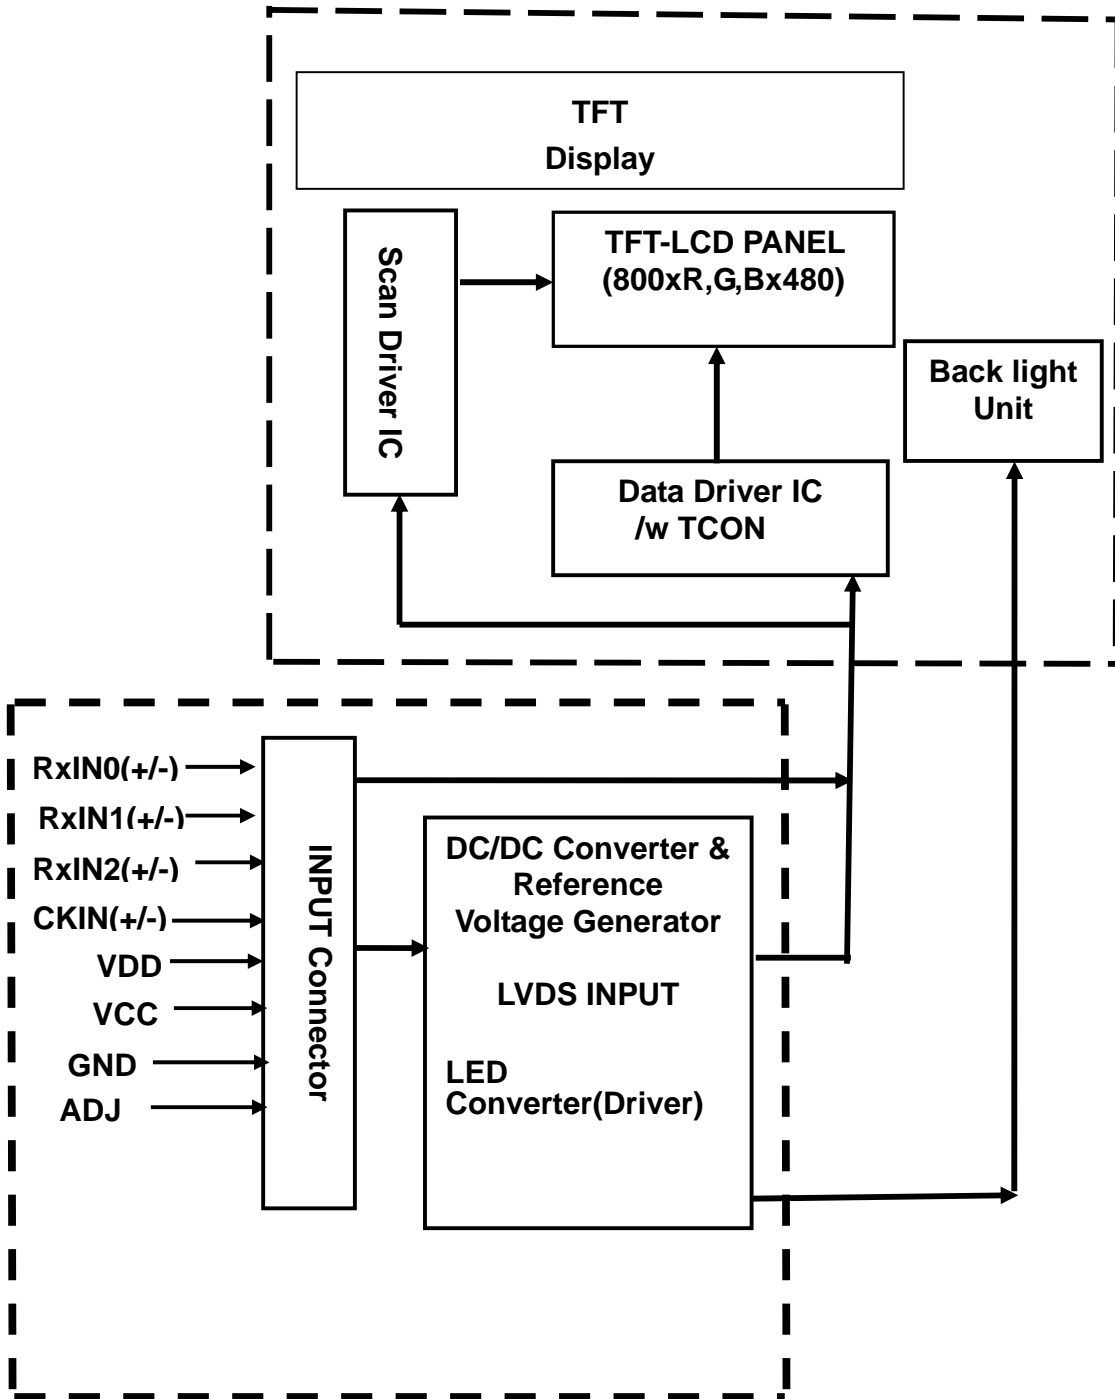 TFT
Display
TFT-LCD PANEL
(800xR,G,Bx480)
Scan Driver IC
Back light
Unit
Data Driver IC
/w TCON
RxIN0(+/-)
RxIN1(+/-)
RxIN2(+/-)
CKIN(+/-)
VDD
VCC
GND
ADJ
INPUT Connector
DC/DC Converter &
Reference
Voltage Generator
LVDS INPUT
LED
Converter(Driver)